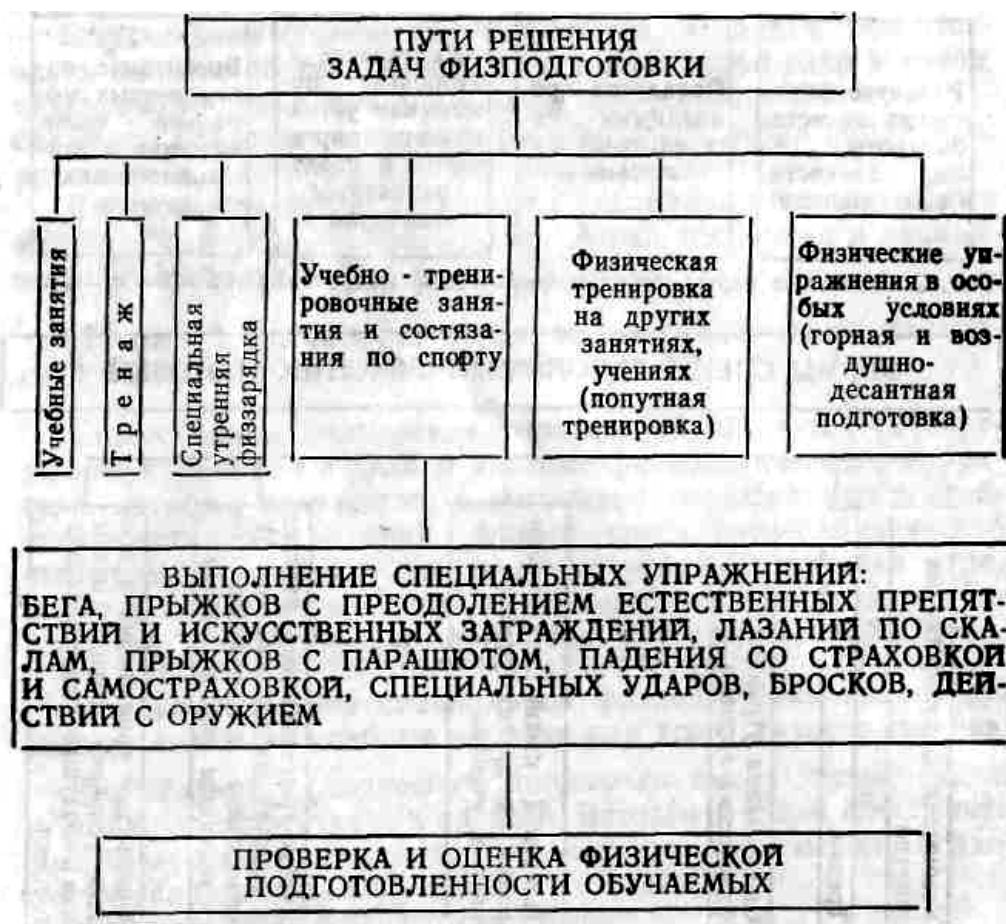 ПУТИ РЕШЕНИЯ
ЗАДАЧ ФИЗПОДГОТОВКИ
Учебные занятия
Тренаж
Специальная
утренняя
физзарядка
Учебно - трени-
ровочные заня-
тия и состяза-
ния по спорту
Физическая
тренировка
на других
занятиях,
учениях
(попутная
тренировка)
Физические уп-
ражнения в осо-
бых условиях
(горная и воз-
душно-
десантная
подготовка)
ВЫПОЛНЕНИЕ СПЕЦИАЛЬНЫХ УПРАЖНЕНИЙ:
БЕГА, ПРЫЖКОВ С ПРЕОДОЛЕНИЕМ ЕСТЕСТВЕННЫХ ПРЕПЯТ-
СТВИЙ И ИСКУССТВЕННЫХ ЗАГРАЖДЕНИЙ, ЛАЗАНИЙ ПО СКА-
ЛАМ, ПРЫЖКОВ С ПАРАШЮТОМ, ПАДЕНИЯ СО СТРАХОВКОЙ
И САМОСТРАХОВКОЙ, СПЕЦИАЛЬНЫХ УДАРОВ, БРОСКОВ, ДЕЙ-
СТВИЙ С ОРУЖИЕМ
ПРОВЕРКА И ОЦЕНКА ФИЗИЧЕСКОЙ
ПОДГОТОВЛЕННОСТИ ОБУЧАЕМЫХ